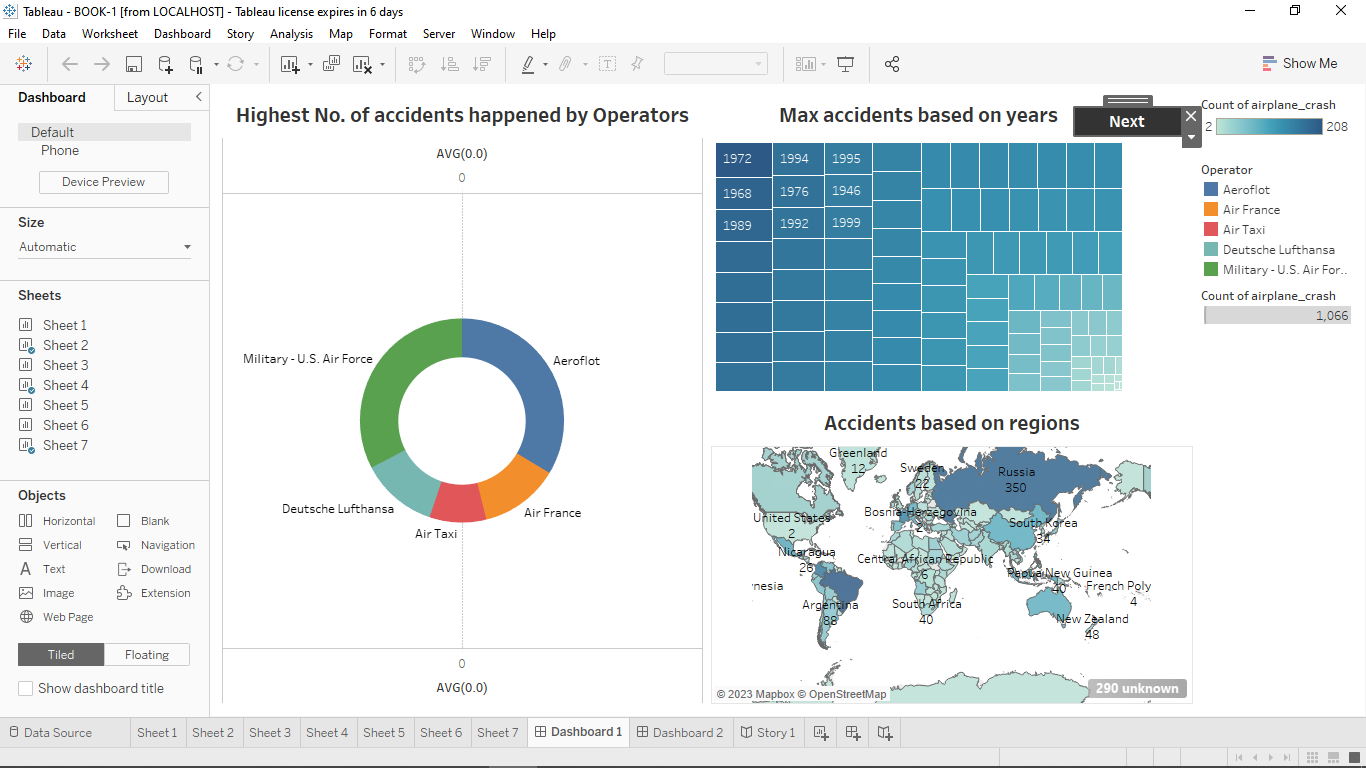 Tableau - BOOK-1 [from LOCALHOST] - Tableau license expires in 6 days
File Data Worksheet Dashboard Story Analysis Map Format Server Window Help
Show Me
Dashboard Layout
Default
Phone
Device Preview
Size
Automatic
Sheets
Sheet 1
Sheet 2
Sheet 3
Sheet 4
Sheet 5
Sheet 6
Sheet 7
Objects
Horizontal Blank
Vertical Navigation
Text Download
Image Extension
Web Page
Tiled Floating
Show dashboard title
Highest No. of accidents happened by Operators
AVG(0.0)
0
Military - U.S. Air Force
Aeroflot
Deutsche Lufthansa
Air France
Air Taxi
0
AVG(0.0)
Max accidents based on years
Next
1972 1994 1995
1968 1976 1946
1989 1992 1999
Accidents based on regions
Greenland
12
Sweden
22
Russia
350
Bosnia-Herzegovina
2
United States
2
South Korea
34
Nicaragua
26
Central African Republic
6
Papua New Guinea
40
nesia
French Poly
4
Argentina
88
South Africa
40
New Zealand
48
© 2023 Mapbox © OpenStreetMap
290 unknown
Count of airplane_crash
2 208
Operator
Aeroflot
Air France
Air Taxi
Deutsche Lufthansa
Military - U.S. Air For..
Count of airplane_crash
1,066
Data Source Sheet 1 Sheet 2 Sheet 3 Sheet 4 Sheet 5 Sheet 6 Sheet 7 Dashboard 1 Dashboard 2 Story 1